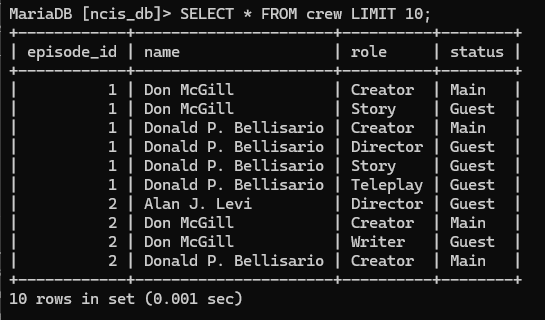 MariaDB [ncis_db]> SELECT * FROM crew LIMIT 10;
+------------+----------------------+----------+--------+
| episode_id | name                 | role     | status |
+------------+----------------------+----------+--------+
|          1 | Don McGill           | Creator  | Main   |
|          1 | Don McGill           | Story    | Guest  |
|          1 | Donald P. Bellisario | Creator  | Main   |
|          1 | Donald P. Bellisario | Director | Guest  |
|          1 | Donald P. Bellisario | Story    | Guest  |
|          1 | Donald P. Bellisario | Teleplay | Guest  |
|          2 | Alan J. Levi         | Director | Guest  |
|          2 | Don McGill           | Creator  | Main   |
|          2 | Don McGill           | Writer   | Guest  |
|          2 | Donald P. Bellisario | Creator  | Main   |
+------------+----------------------+----------+--------+
10 rows in set (0.001 sec)